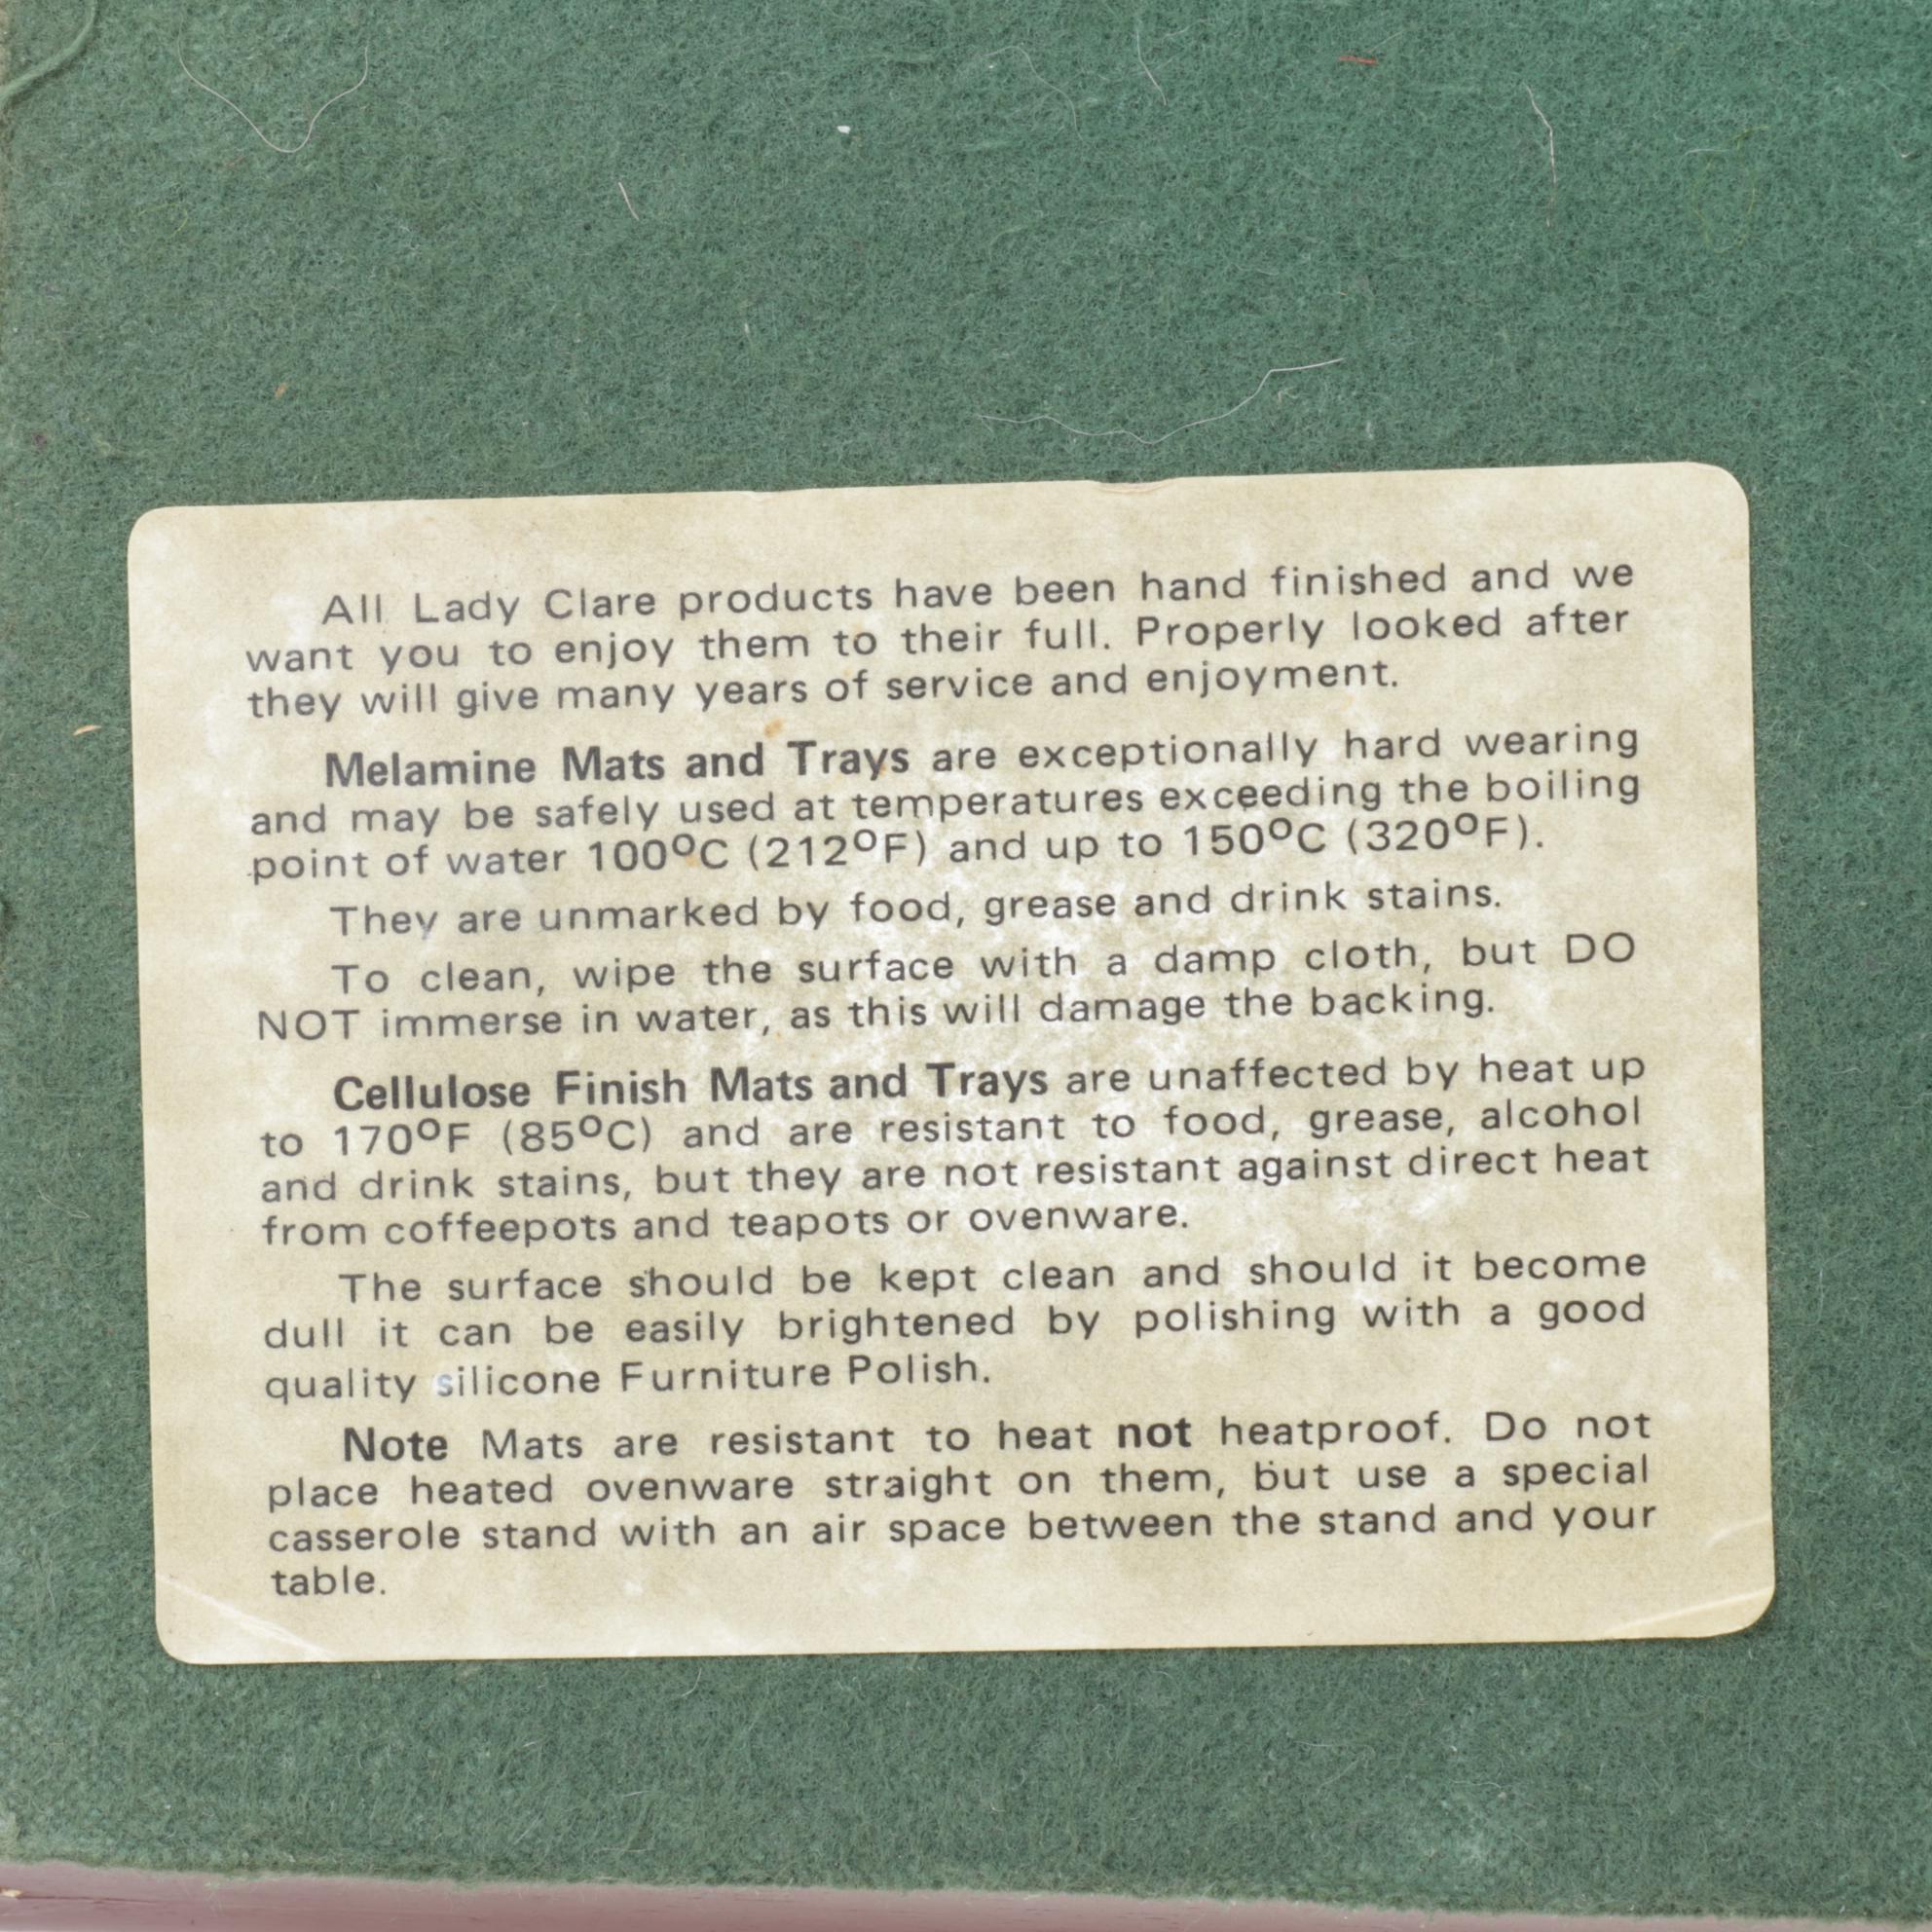 All Lady Clare products have been hand finished and we
want you to enjoy them to their full. Properly looked after
they will give many years of service and enjoyment.
Melamine Mats and Trays are exceptionally hard wearing
and may be safely used at temperatures exceeding the boiling
point of water 100ºC (212ºF) and up to 150ºC (320ºF).
They are unmarked by food, grease and drink stains.
To clean, wipe the surface with a damp cloth, but DO
NOT immerse in water, as this will damage the backing.
Cellulose Finish Mats and Trays are unaffected by heat up
to 170ºF (85ºC) and are resistant to food, grease, alcohol
and drink stains, but they are not resistant against direct heat
from coffeepots and teapots or ovenware.
The surface should be kept clean and should it become
dull it can be easily brightened by polishing with a good
quality silicone Furniture Polish.
Note Mats are resistant to heat not heatproof. Do not
place heated ovenware straight on them, but use a special
casserole stand with an air space between the stand and your
table.